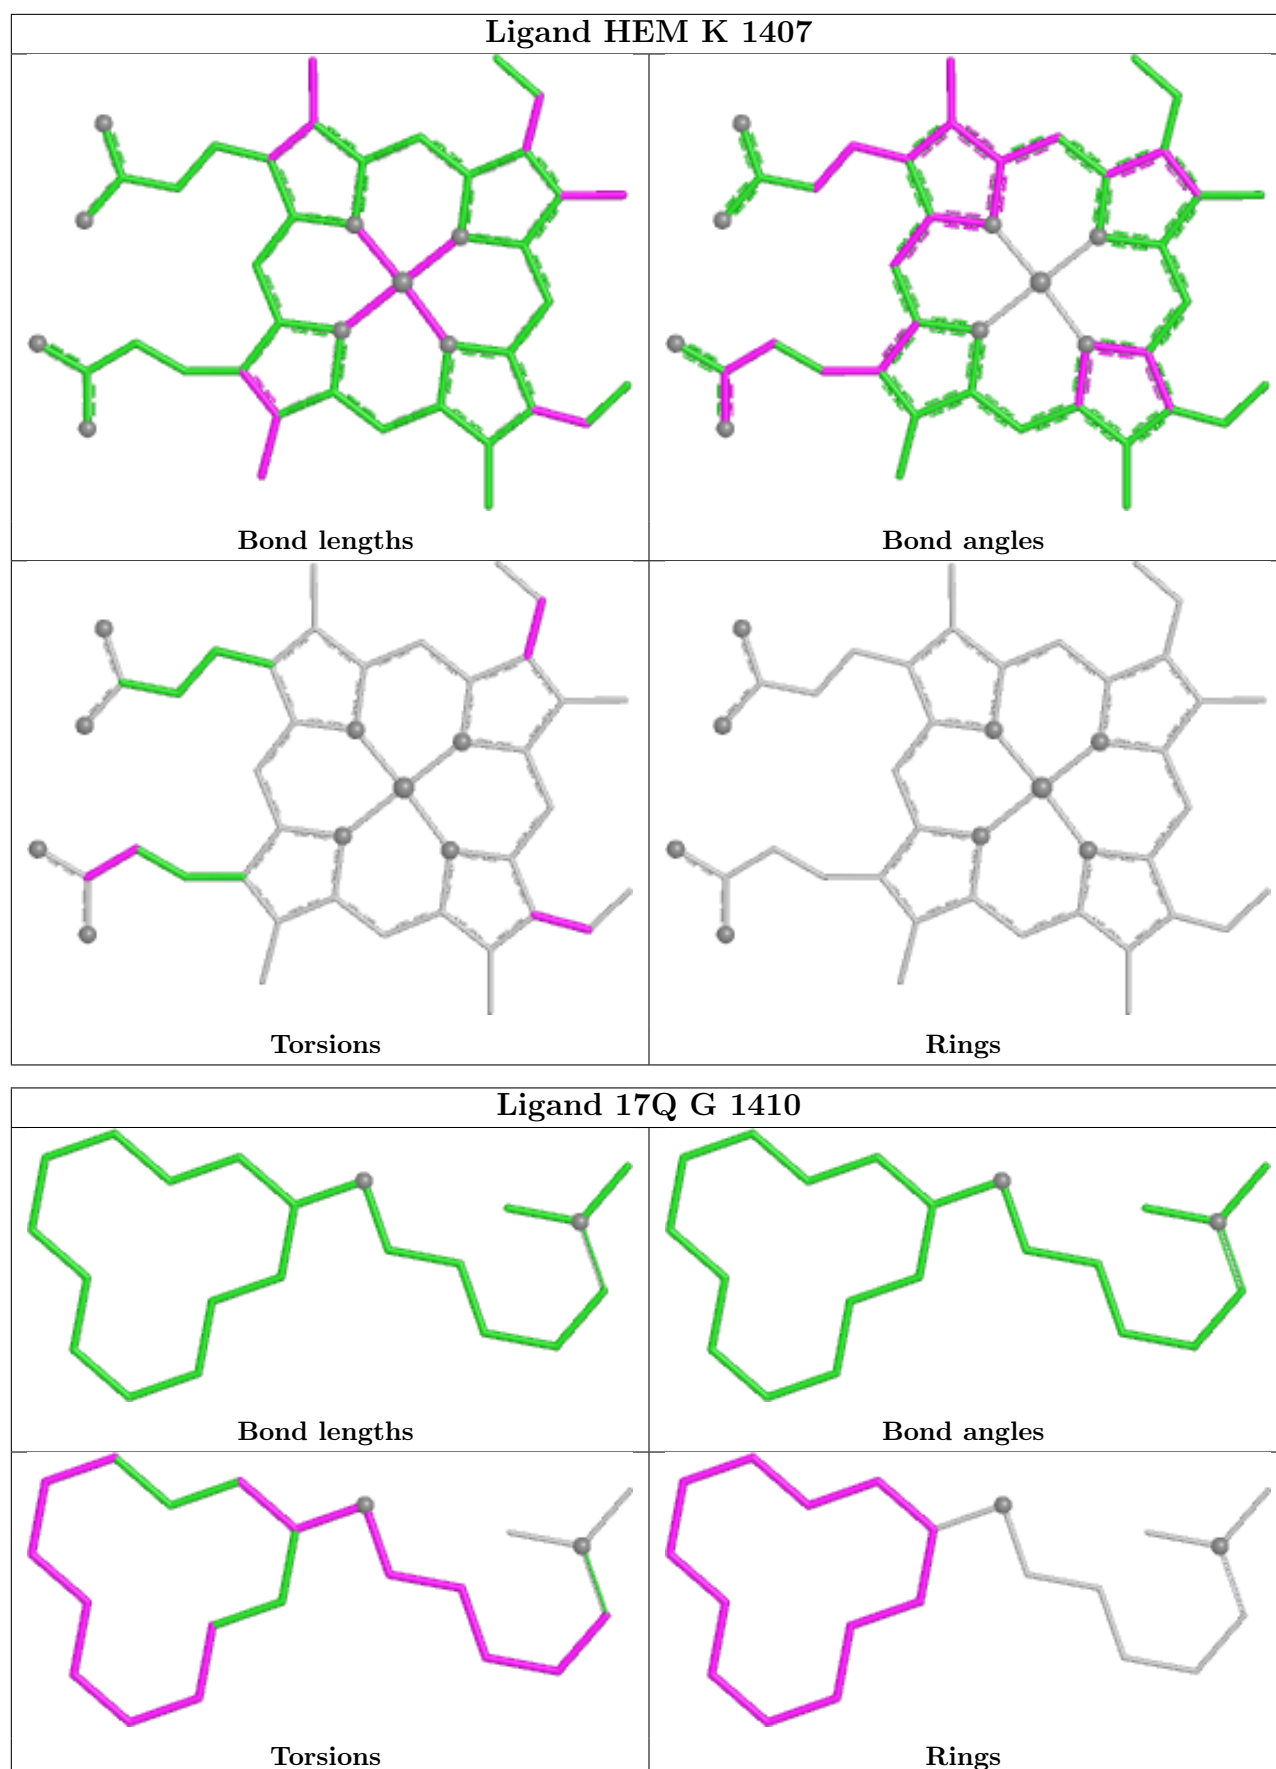 Ligand HEM K 1407
Bond lengths
Bond angles
Torsions
Rings
Ligand 17Q G 1410
Bond lengths
Bond angles
Torsions
Rings